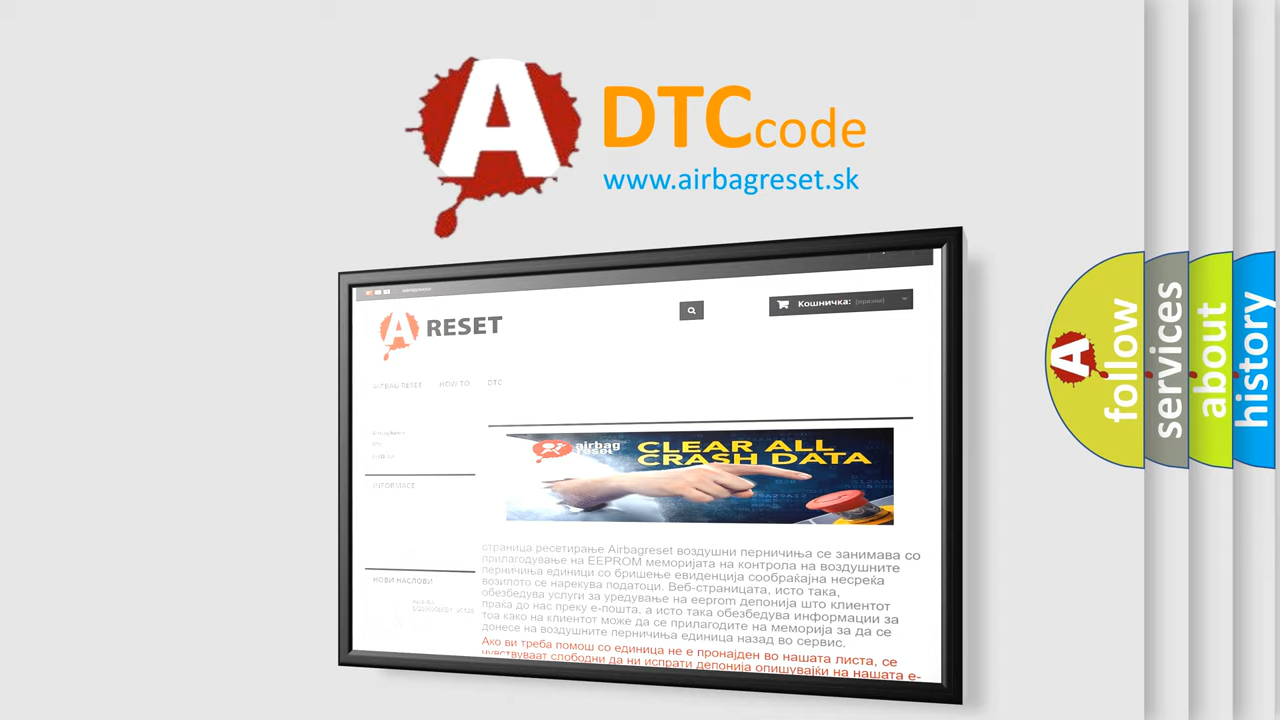 A DTC code
www.airbagreset.sk
A follow
services
about
history
Кошничка: (празни)
A RESET
AIRBAG RESET HOW TO DTC
airbag
reset
CLEAR ALL
CRASH DATA
INFORMACE
страница ресетирање Airbagreset воздушни перничиња се занимава со
прилагодување на EEPROM меморијата на контрола на воздушните
перничиња единици со бришење евиденција сообраќајна несреќа
возилото се нарекува податоци. Веб-страницата, исто така,
обезбедува услуги за уредување на eeprom депонија што клиентот
праќа до нас преку е-пошта, а исто така обезбедува информации за
тоа како на клиентот може да се прилагодите на меморија за да се
донесе на воздушните перничиња единица назад во сервис.
Ако ви треба помош со единица не е пронајден во нашата листа, се
чувствуваат слободни да ни испрати депонија опишувајќи на нашата е-
НОВИ НАСЛОВИ